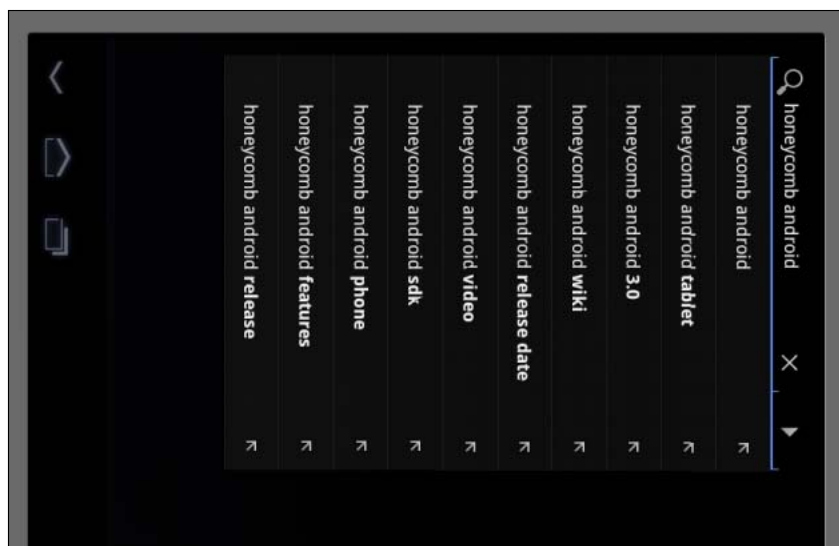 honeycomb android
honeycomb android
honeycomb android tablet
honeycomb android 3.0
honeycomb android wiki
honeycomb android release date
honeycomb android video
honeycomb android sdk
honeycomb android phone
honeycomb android features
honeycomb android release